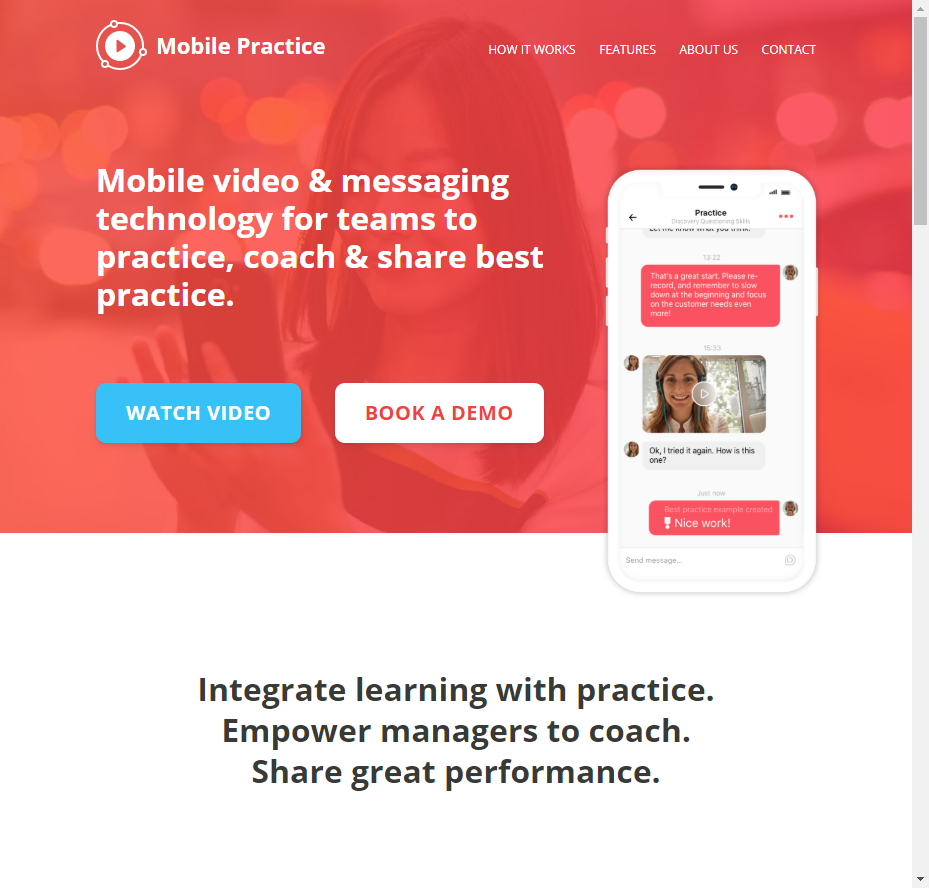 Mobile Practice
HOW IT WORKS
FEATURES
ABOUT US
CONTACT
Mobile video & messaging
technology for teams to
practice, coach & share best
practice.
WATCH VIDEO
BOOK A DEMO
Practice
Discovery Questioning Skills
Let me know what you think.
13:22
That's a great start. Please re-
record, and remember to slow
down at the beginning and focus
on the customer needs even
more!
15:33
Ok, I tried it again. How is this
one?
Just now
Best practice example created
Nice work!
Send message...
Integrate learning with practice.
Empower managers to coach.
Share great performance.